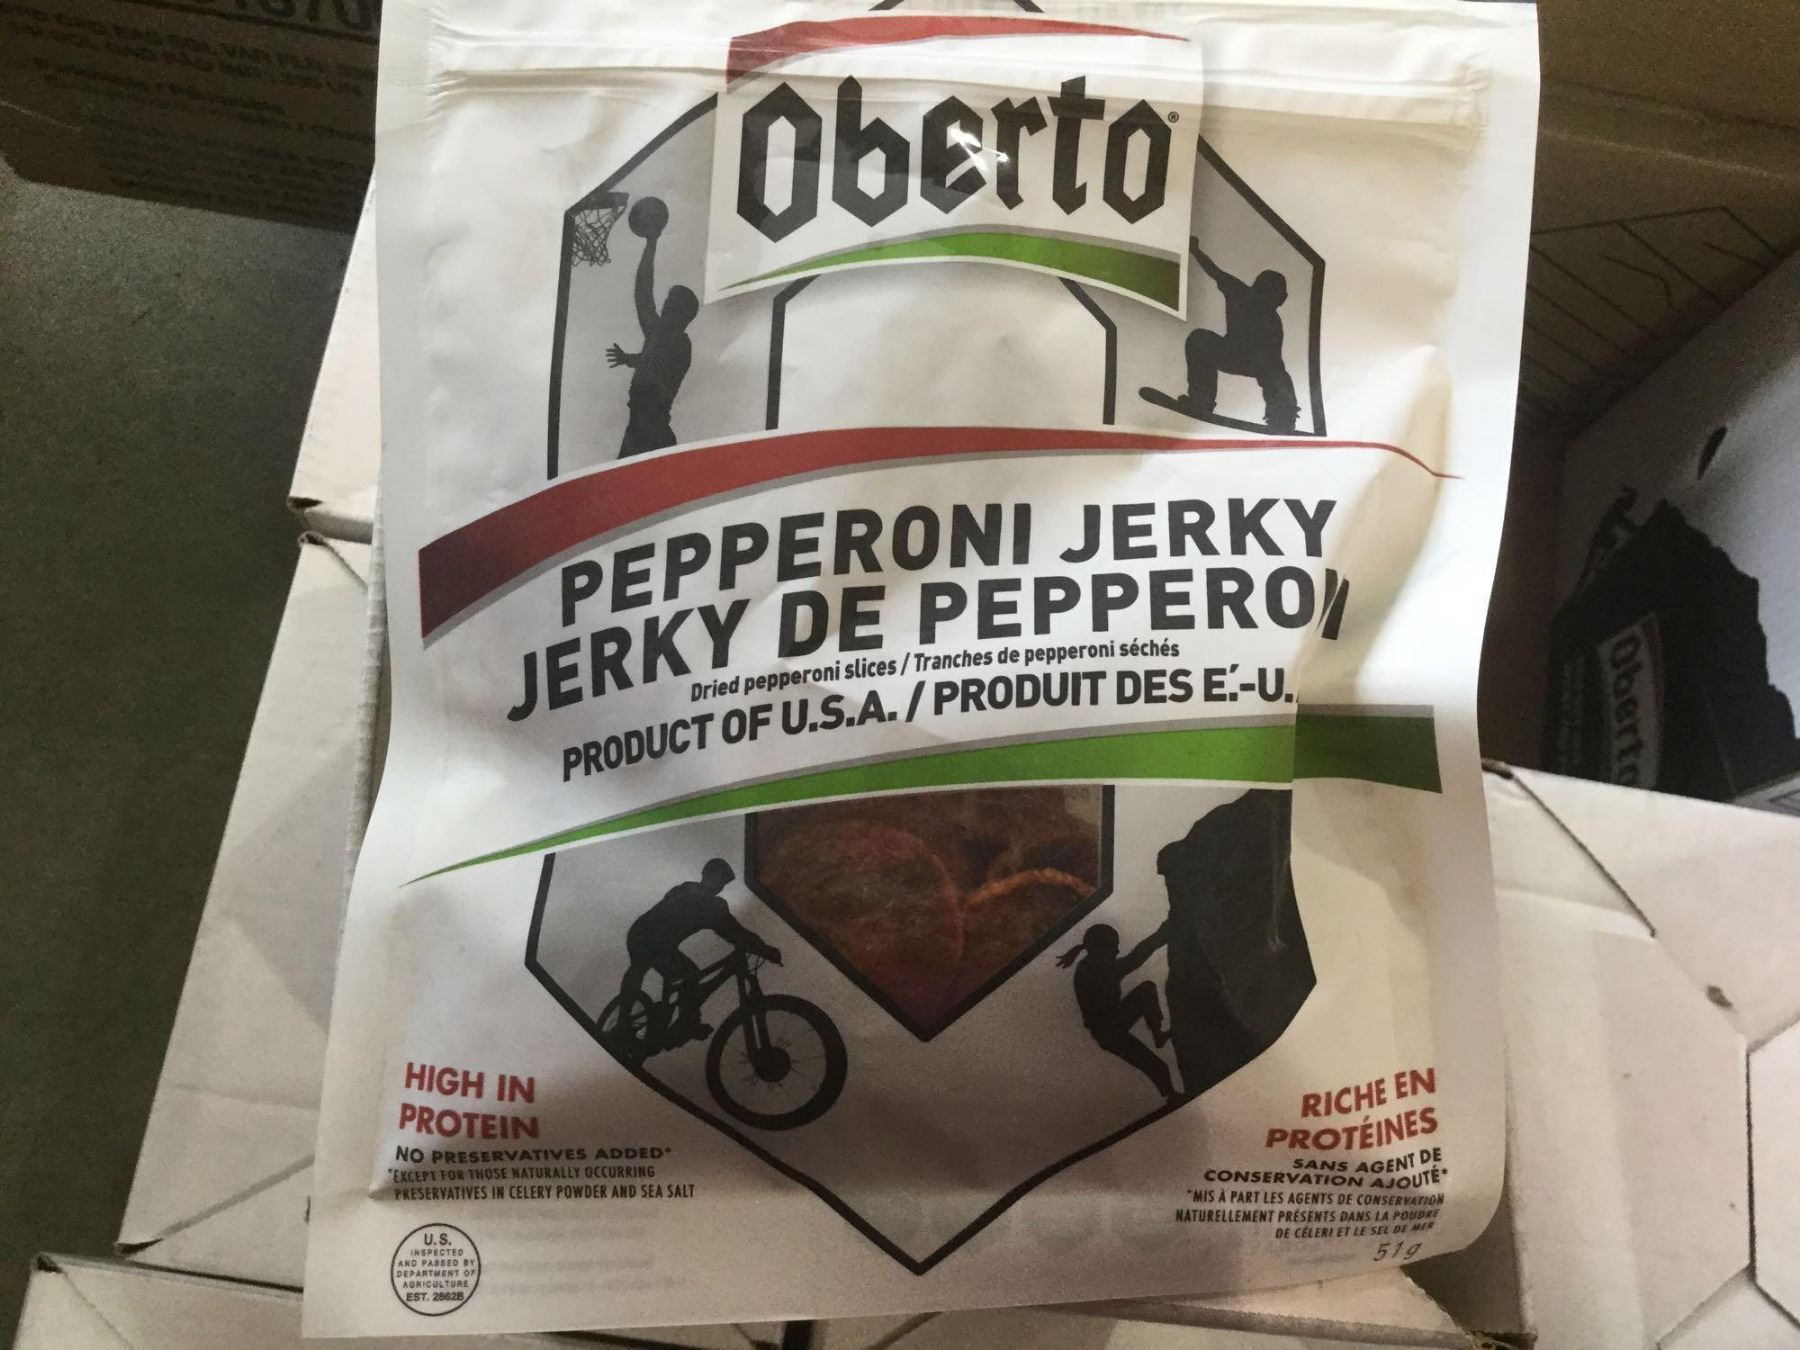 Oberto®
PEPPERONI JERKY
JERKY DE PEPPERONI
Dried pepperoni slices / Tranches de pepperoni séchés
PRODUCT OF U.S.A. / PRODUIT DES É.-U.
HIGH IN
PROTEIN
NO PRESERVATIVES ADDED*
*EXCEPT FOR THOSE NATURALLY OCCURRING
PRESERVATIVES IN CELERY POWDER AND SEA SALT
RICHE EN
PROTÉINES
SANS AGENT DE
CONSERVATION AJOUTÉ*
*MIS À PART LES AGENTS DE CONSERVATION
NATURELLEMENT PRÉSENTS DANS LA POUDRE
DE CÉLERI ET LE SEL DE MER
51g
U.S.
INSPECTED
AND PASSED BY
DEPARTMENT OF
AGRICULTURE
EST. 2862B
Oberto